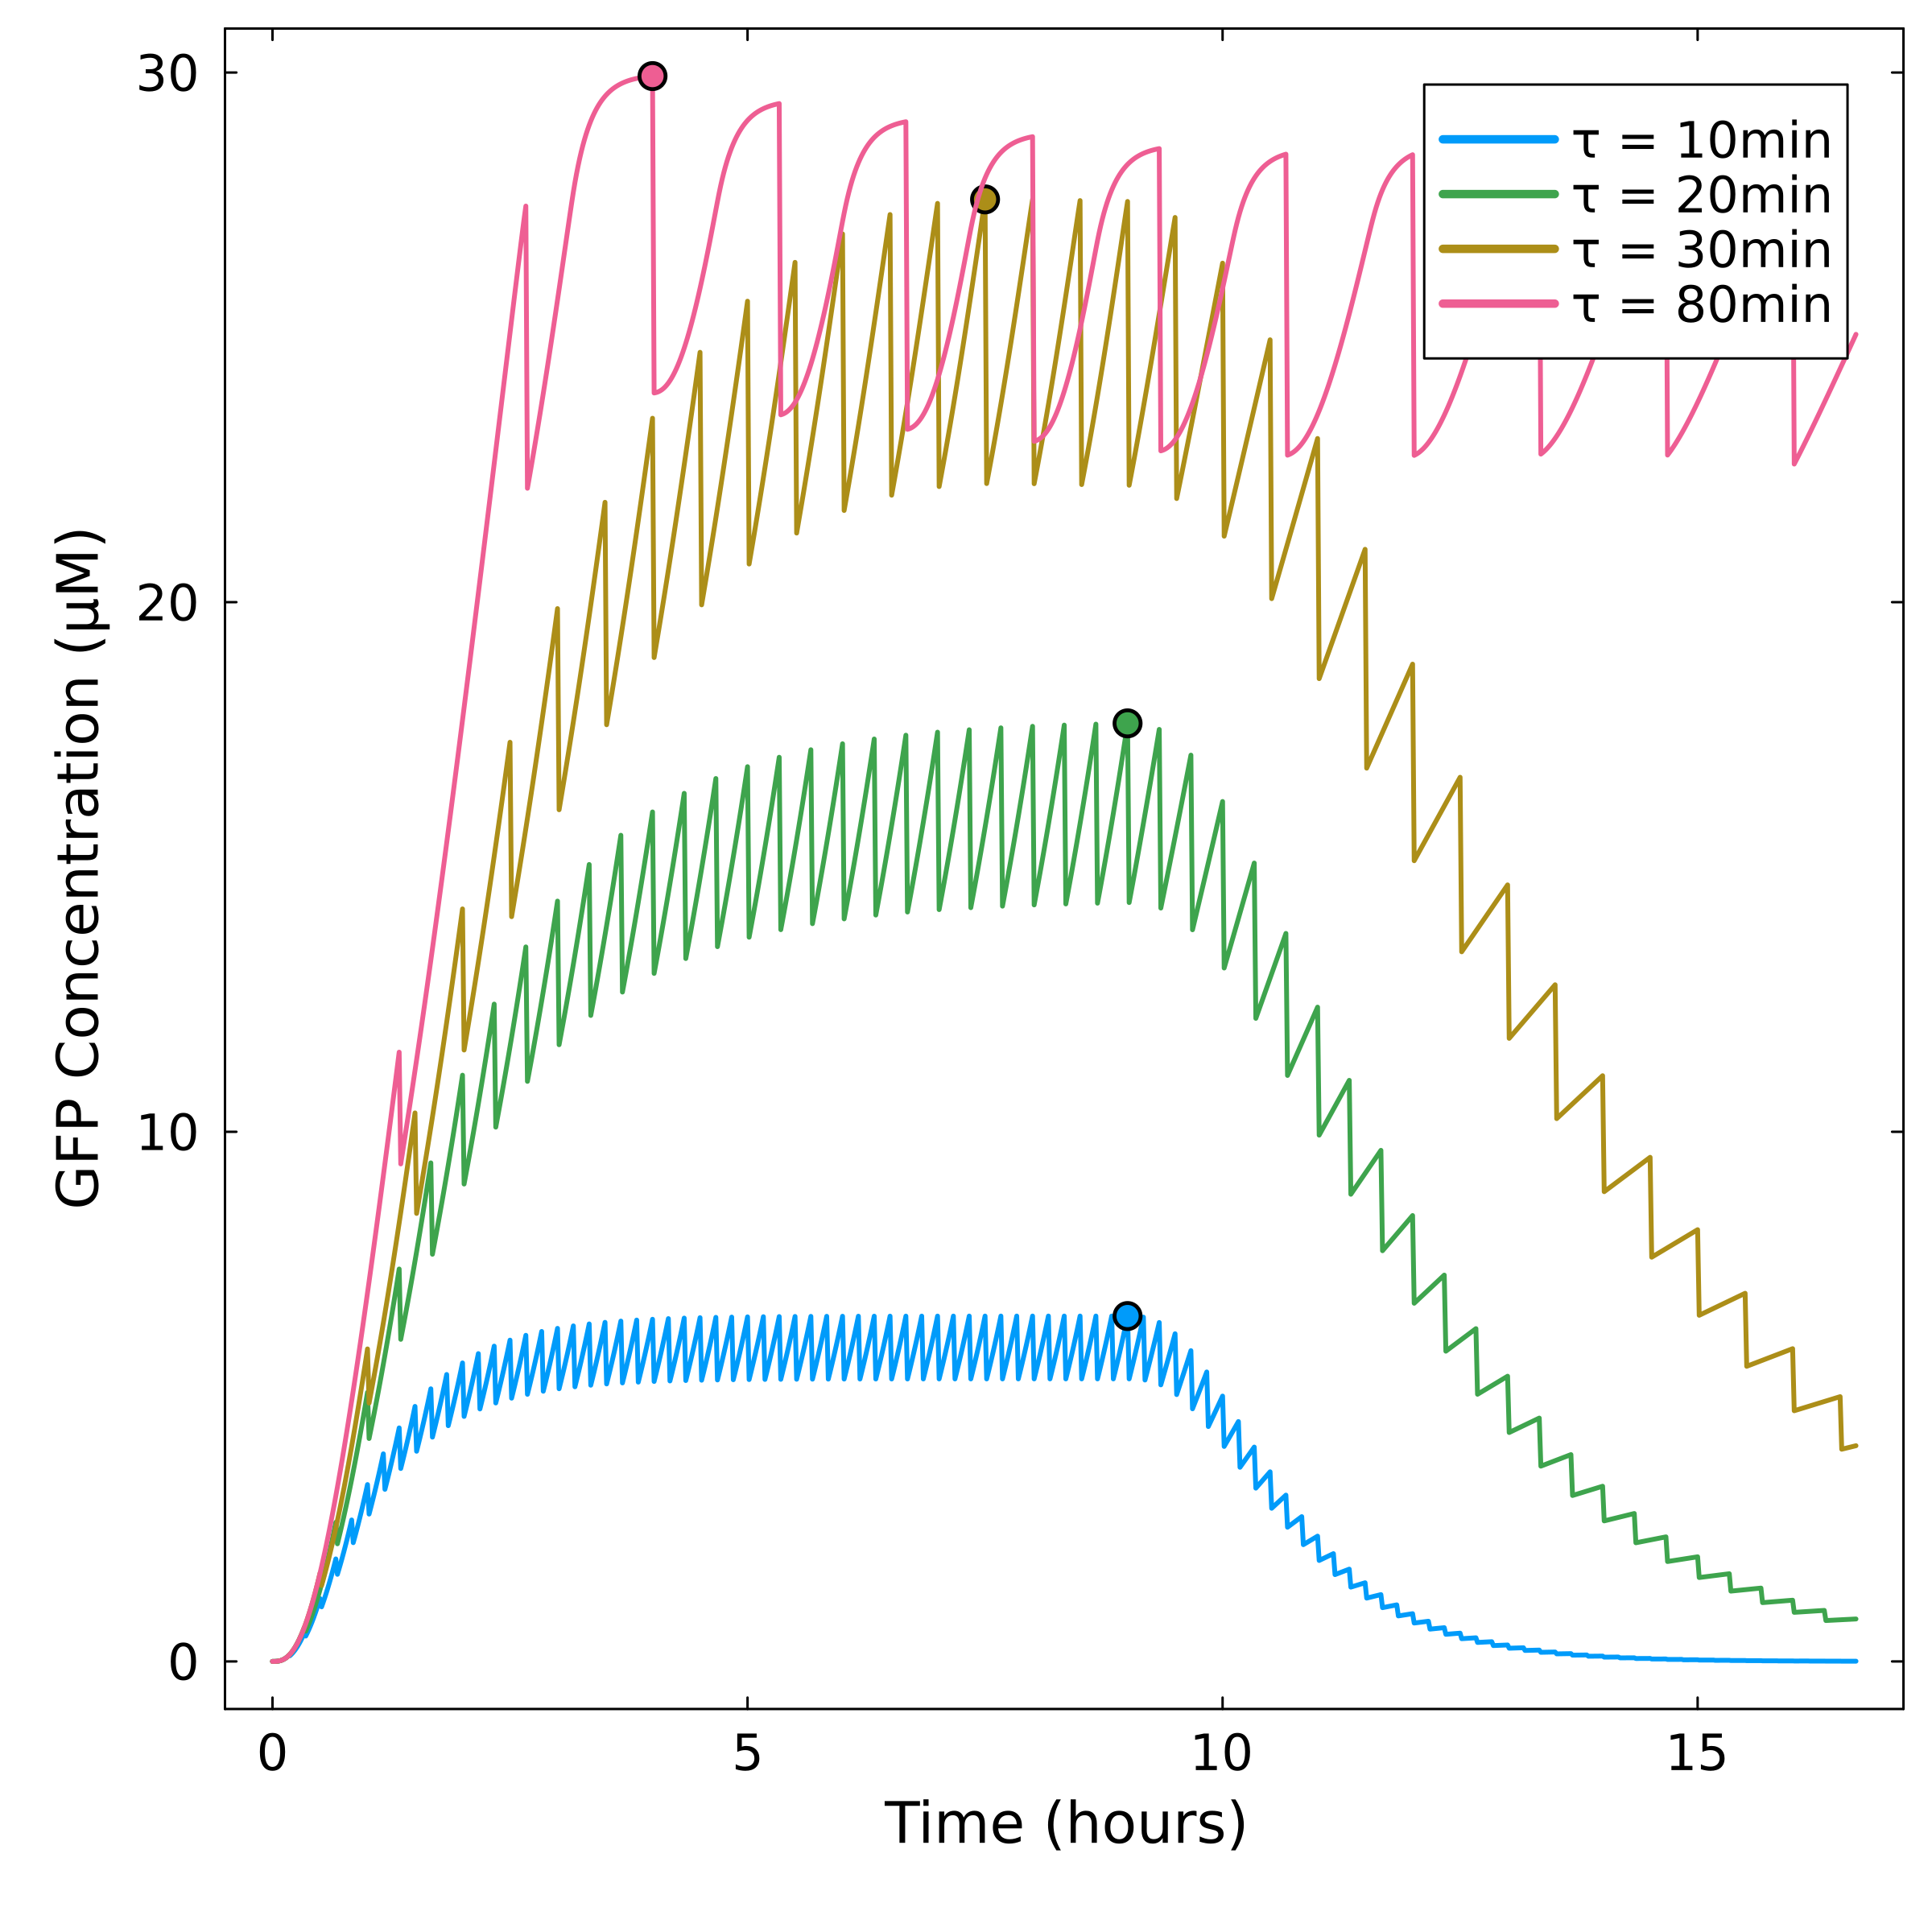 30
20
10
0
GFP Concentration (μM)
τ = 10min
τ = 20min
τ = 30min
τ = 80min
0 5 10 15
Time (hours)